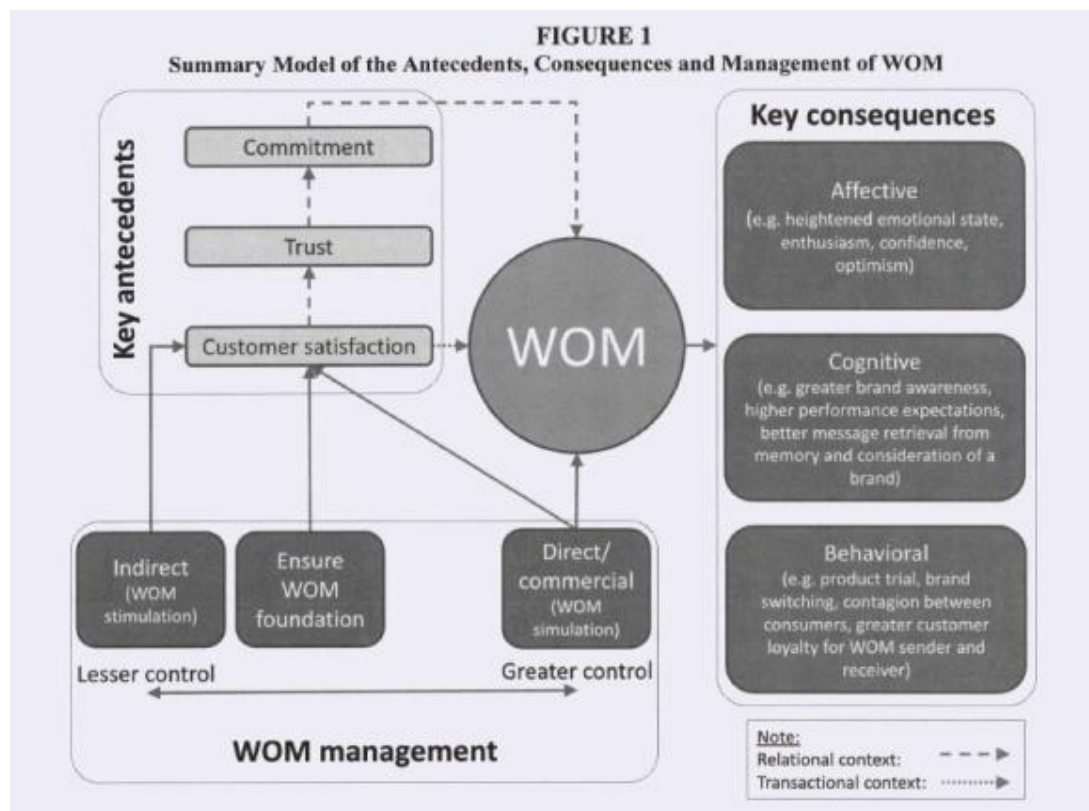 FIGURE 1
Summary Model of the Antecedents, Consequences and Management of WOM
Key antecedents
Commitment
Trust
Customer satisfaction
WOM
Key consequences
Affective
(e.g. heightened emotional state,
enthusiasm, confidence,
optimism)
Cognitive
(e.g. greater brand awareness,
higher performance expectations,
better message retrieval from
memory and consideration of a
brand)
Behavioral
(e.g. product trial, brand
switching, contagion between
consumers, greater customer
loyalty for WOM sender and
receiver)
Indirect
(WOM
stimulation)
Ensure
WOM
foundation
Direct/
commercial
(WOM
simulation)
Lesser control
Greater control
WOM management
Note:
Relational context:
Transactional context: